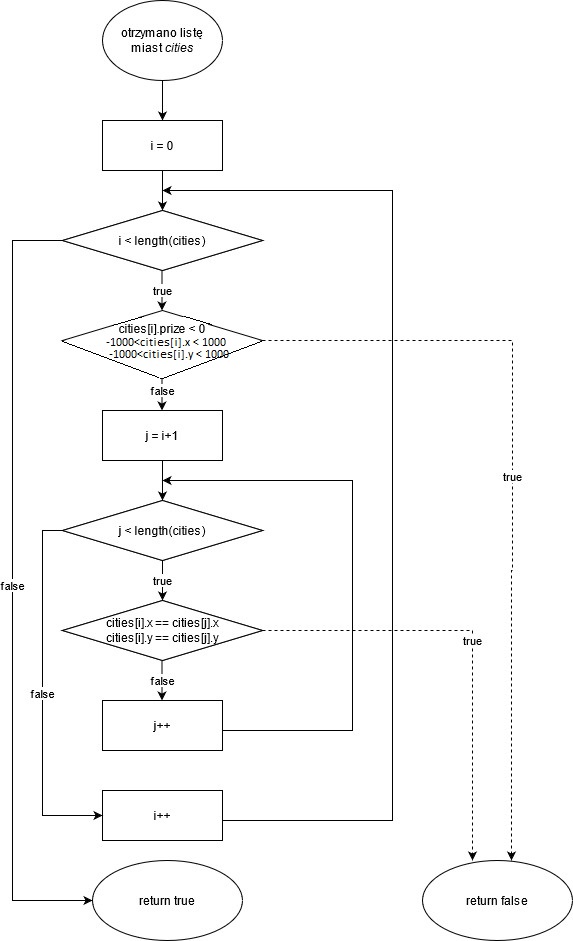 otrzymano listę
miast cities
i = 0
i < length(cities)
true
cities[i].prize < 0
-1000<cities[i].x < 1000
-1000<cities[i].y < 1000
false
true
j = i+1
j < length(cities)
true
false
cities[i].x == cities[j].x
cities[i].y == cities[j].y
true
false
false
j++
i++
return true
return false